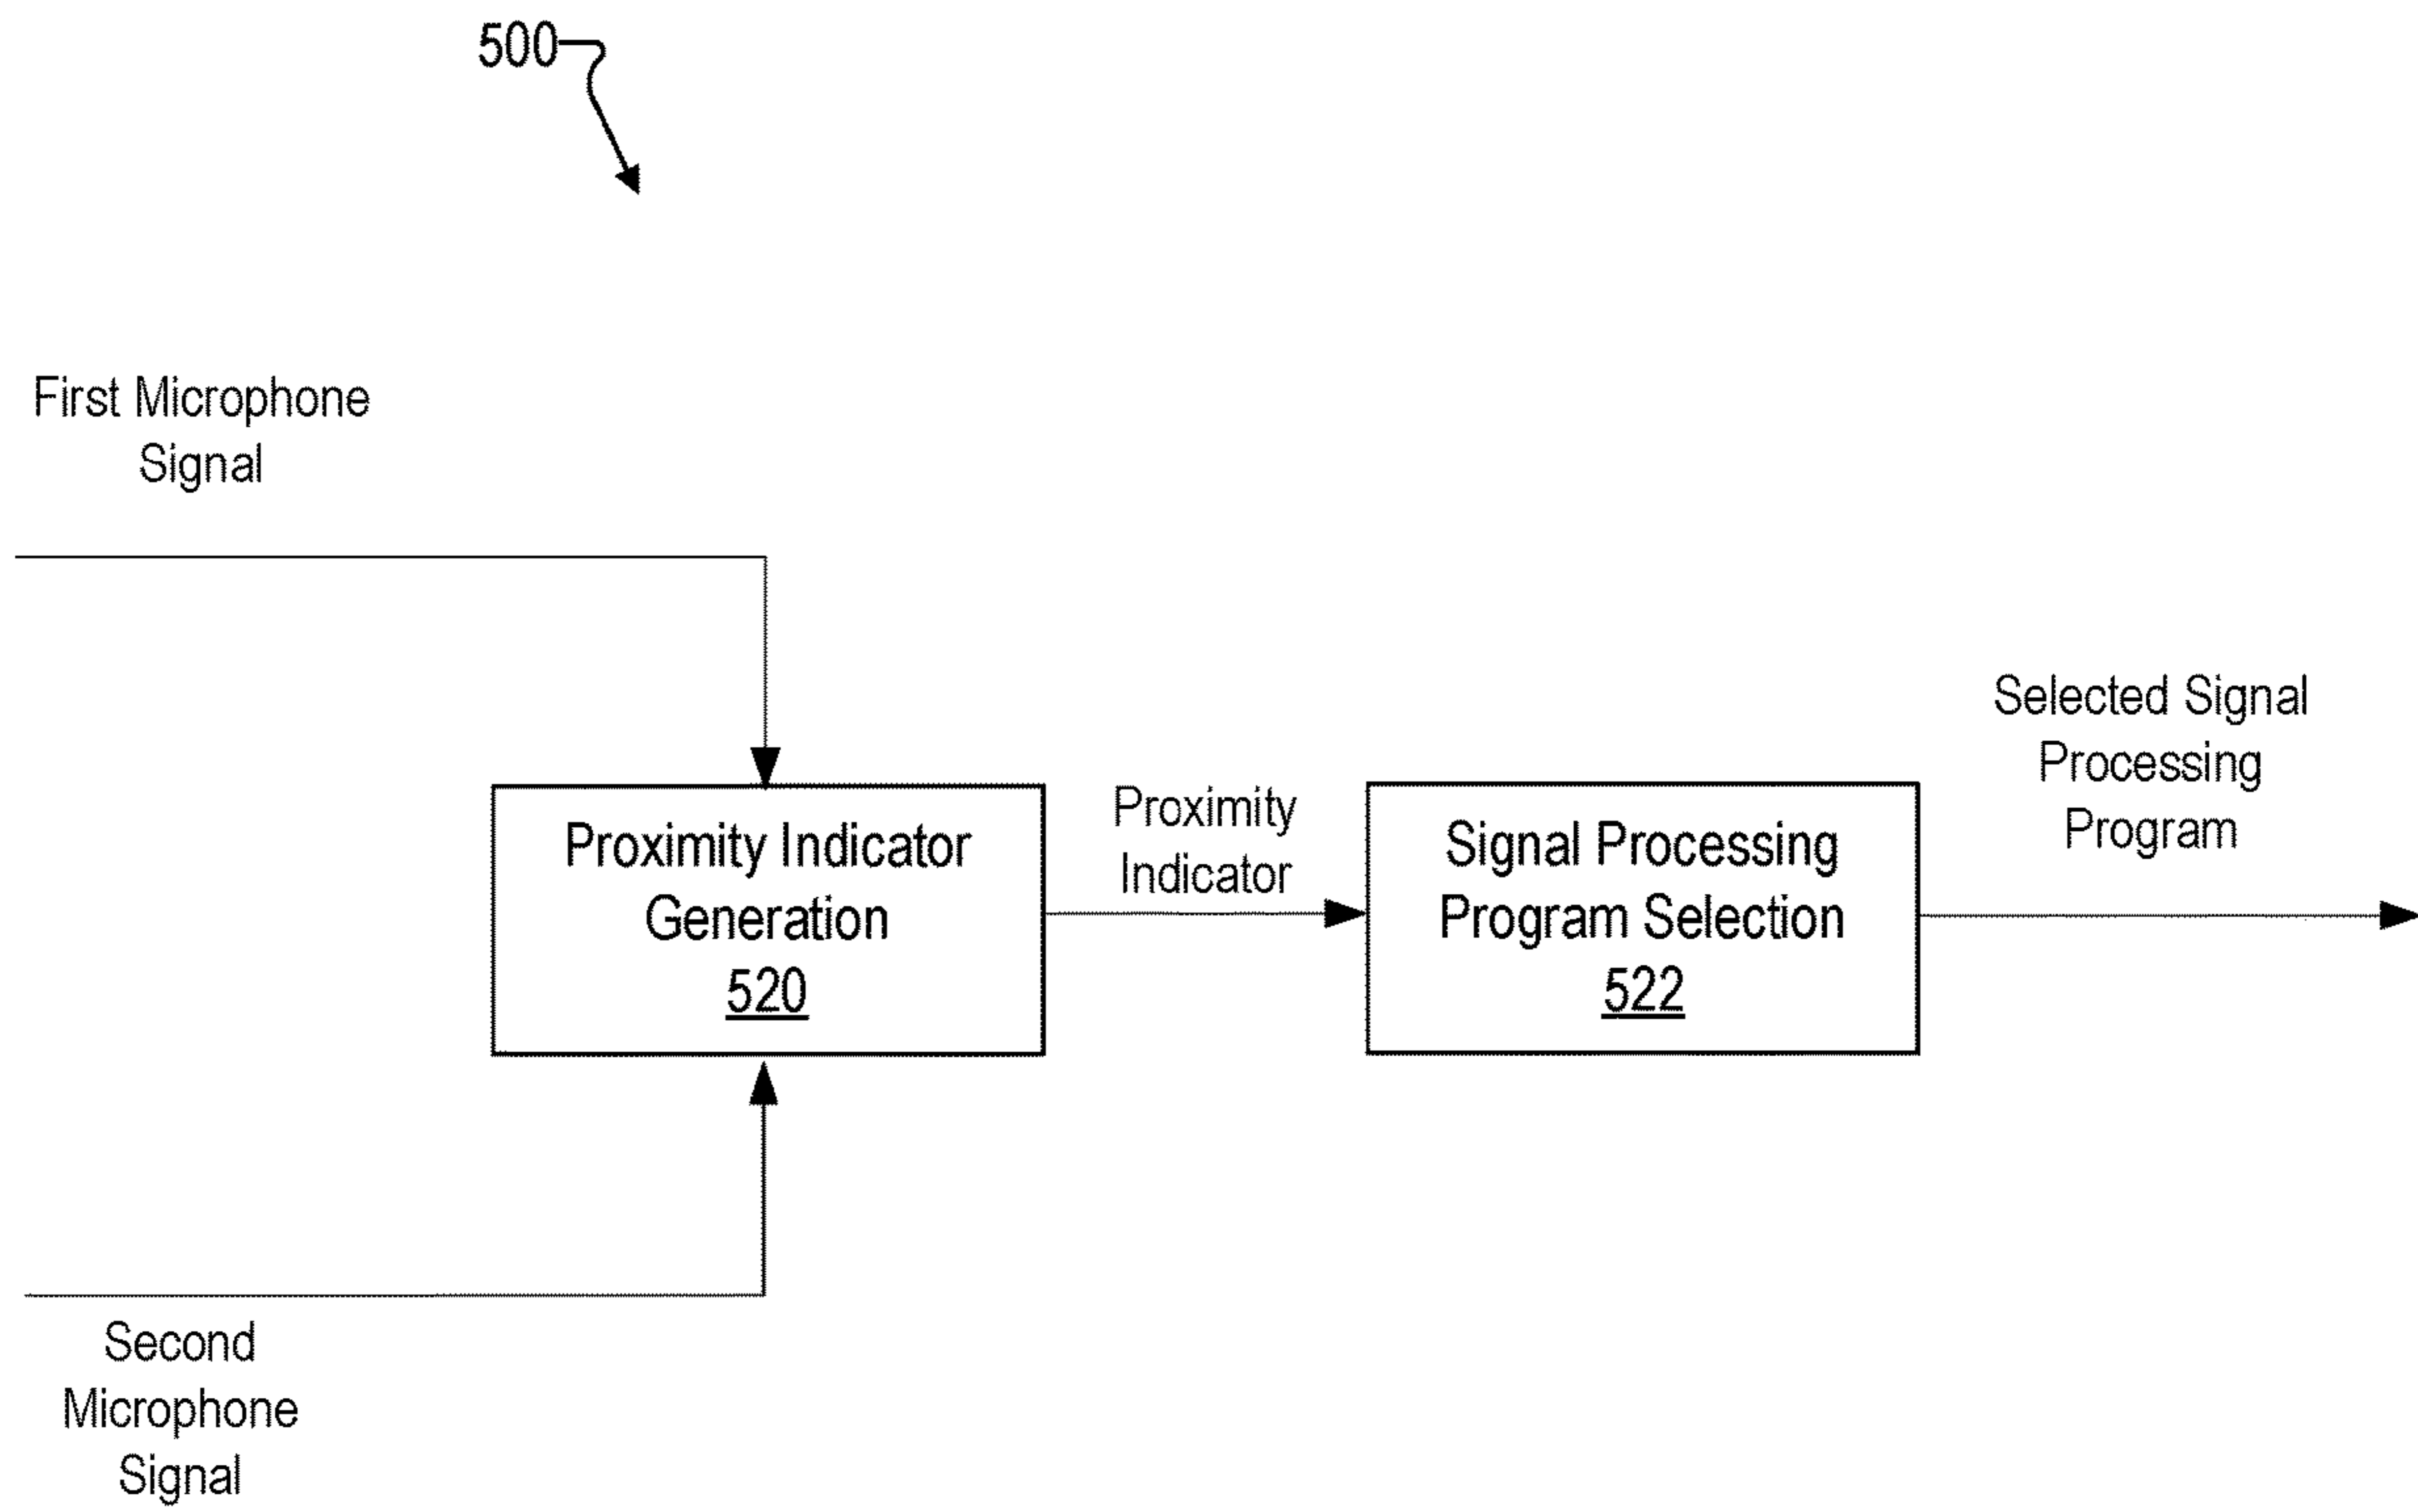 500
First Microphone
Signal
Proximity Indicator
Generation
520
Proximity
Indicator
Signal Processing
Program Selection
522
Selected Signal
Processing
Program
Second
Microphone
Signal